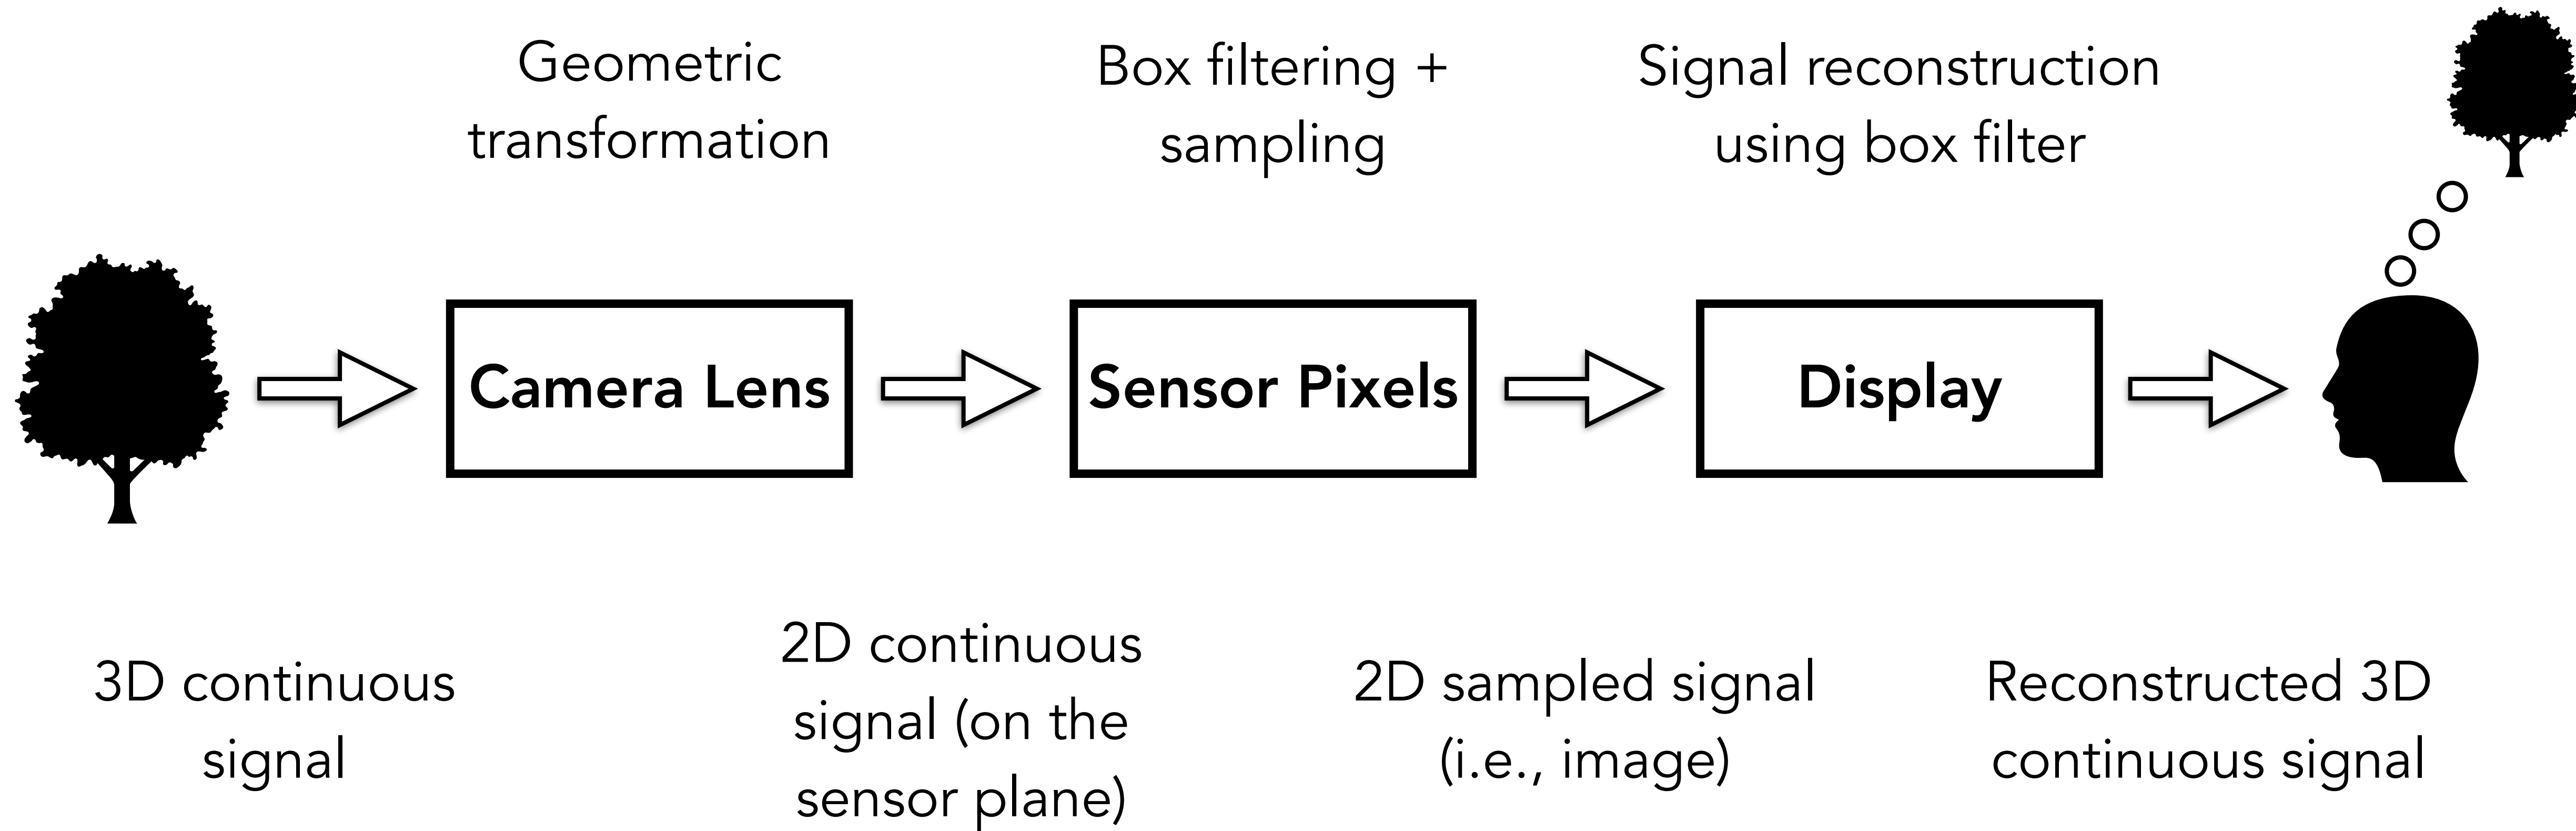 Geometric
transformation
Box filtering +
sampling
Signal reconstruction
using box filter
Camera Lens
Sensor Pixels
Display
3D continuous
signal
2D continuous
signal (on the
sensor plane)
2D sampled signal
(i.e., image)
Reconstructed 3D
continuous signal